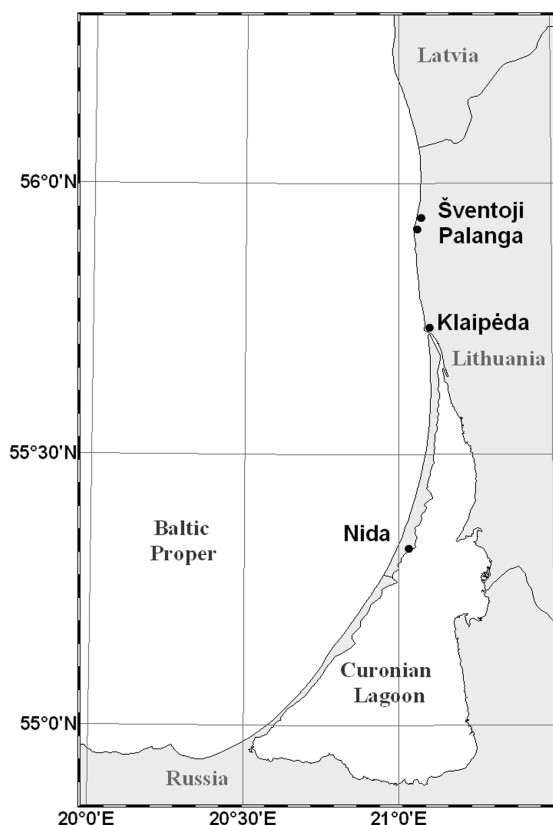 Latvia
56°0'N
Šventoji
Palanga
Klaipėda
Lithuania
55°30'N
Baltic
Proper
Nida
Curonian
Lagoon
55°0'N
Russia
20°0'E
20°30'E
21°0'E